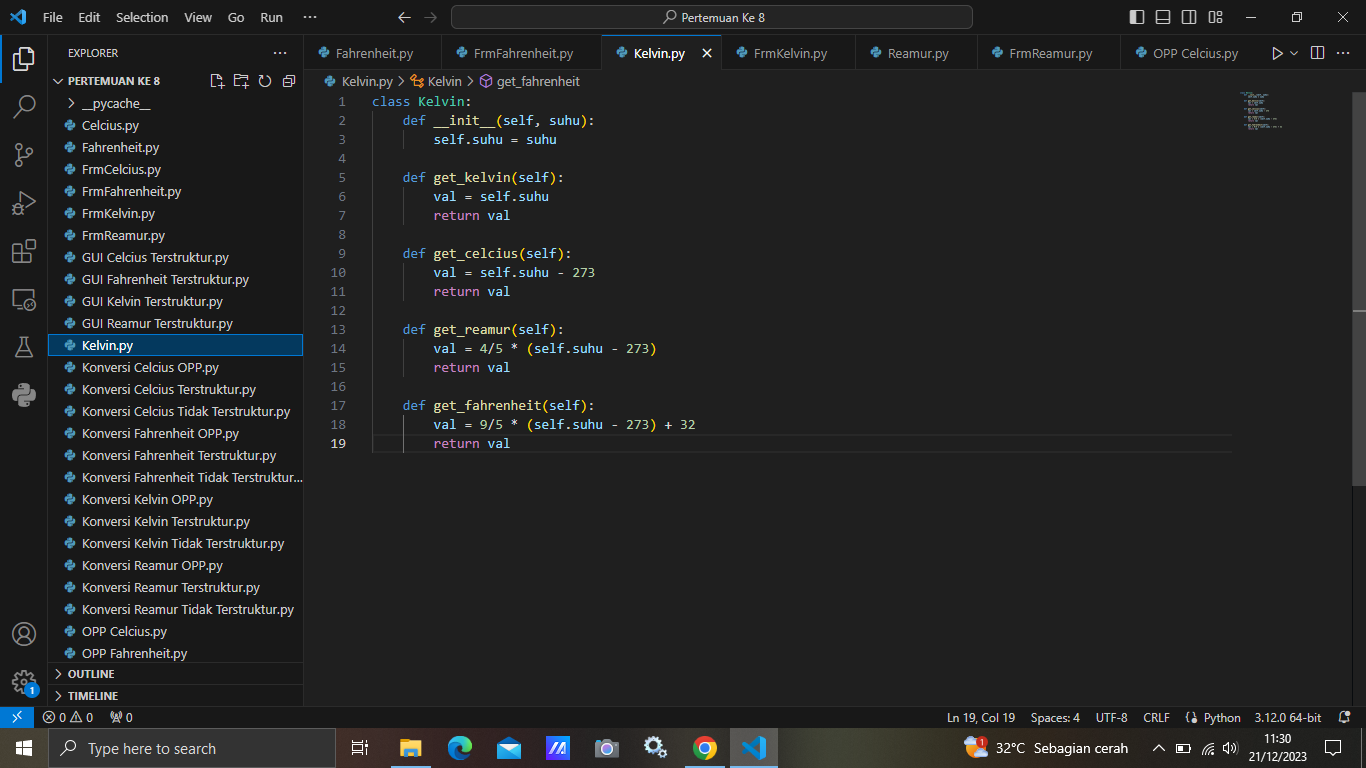 File Edit Selection View Go Run ··· Pertemuan Ke 8
EXPLORER ···
PERTEMUAN KE 8
__pycache__
Celcius.py
Fahrenheit.py
FrmCelcius.py
FrmFahrenheit.py
FrmKelvin.py
FrmReamur.py
GUI Celcius Terstruktur.py
GUI Fahrenheit Terstruktur.py
GUI Kelvin Terstruktur.py
GUI Reamur Terstruktur.py
Kelvin.py
Konversi Celcius OPP.py
Konversi Celcius Terstruktur.py
Konversi Celcius Tidak Terstruktur.py
Konversi Fahrenheit OPP.py
Konversi Fahrenheit Terstruktur.py
Konversi Fahrenheit Tidak Terstruktur...
Konversi Kelvin OPP.py
Konversi Kelvin Terstruktur.py
Konversi Kelvin Tidak Terstruktur.py
Konversi Reamur OPP.py
Konversi Reamur Terstruktur.py
Konversi Reamur Tidak Terstruktur.py
OPP Celcius.py
OPP Fahrenheit.py
OUTLINE
TIMELINE
1
Fahrenheit.py FrmFahrenheit.py Kelvin.py FrmKelvin.py Reamur.py FrmReamur.py OPP Celcius.py ···
Kelvin.py > Kelvin > get_fahrenheit
1 class Kelvin:
2     def __init__(self, suhu):
3         self.suhu = suhu
4
5     def get_kelvin(self):
6         val = self.suhu
7         return val
8
9     def get_celcius(self):
10         val = self.suhu - 273
11         return val
12
13     def get_reamur(self):
14         val = 4/5 * (self.suhu - 273)
15         return val
16
17     def get_fahrenheit(self):
18         val = 9/5 * (self.suhu - 273) + 32
19         return val
0 0 0 Ln 19, Col 19 Spaces: 4 UTF-8 CRLF Python 3.12.0 64-bit
Type here to search 1 32°C Sebagian cerah 11:30
21/12/2023